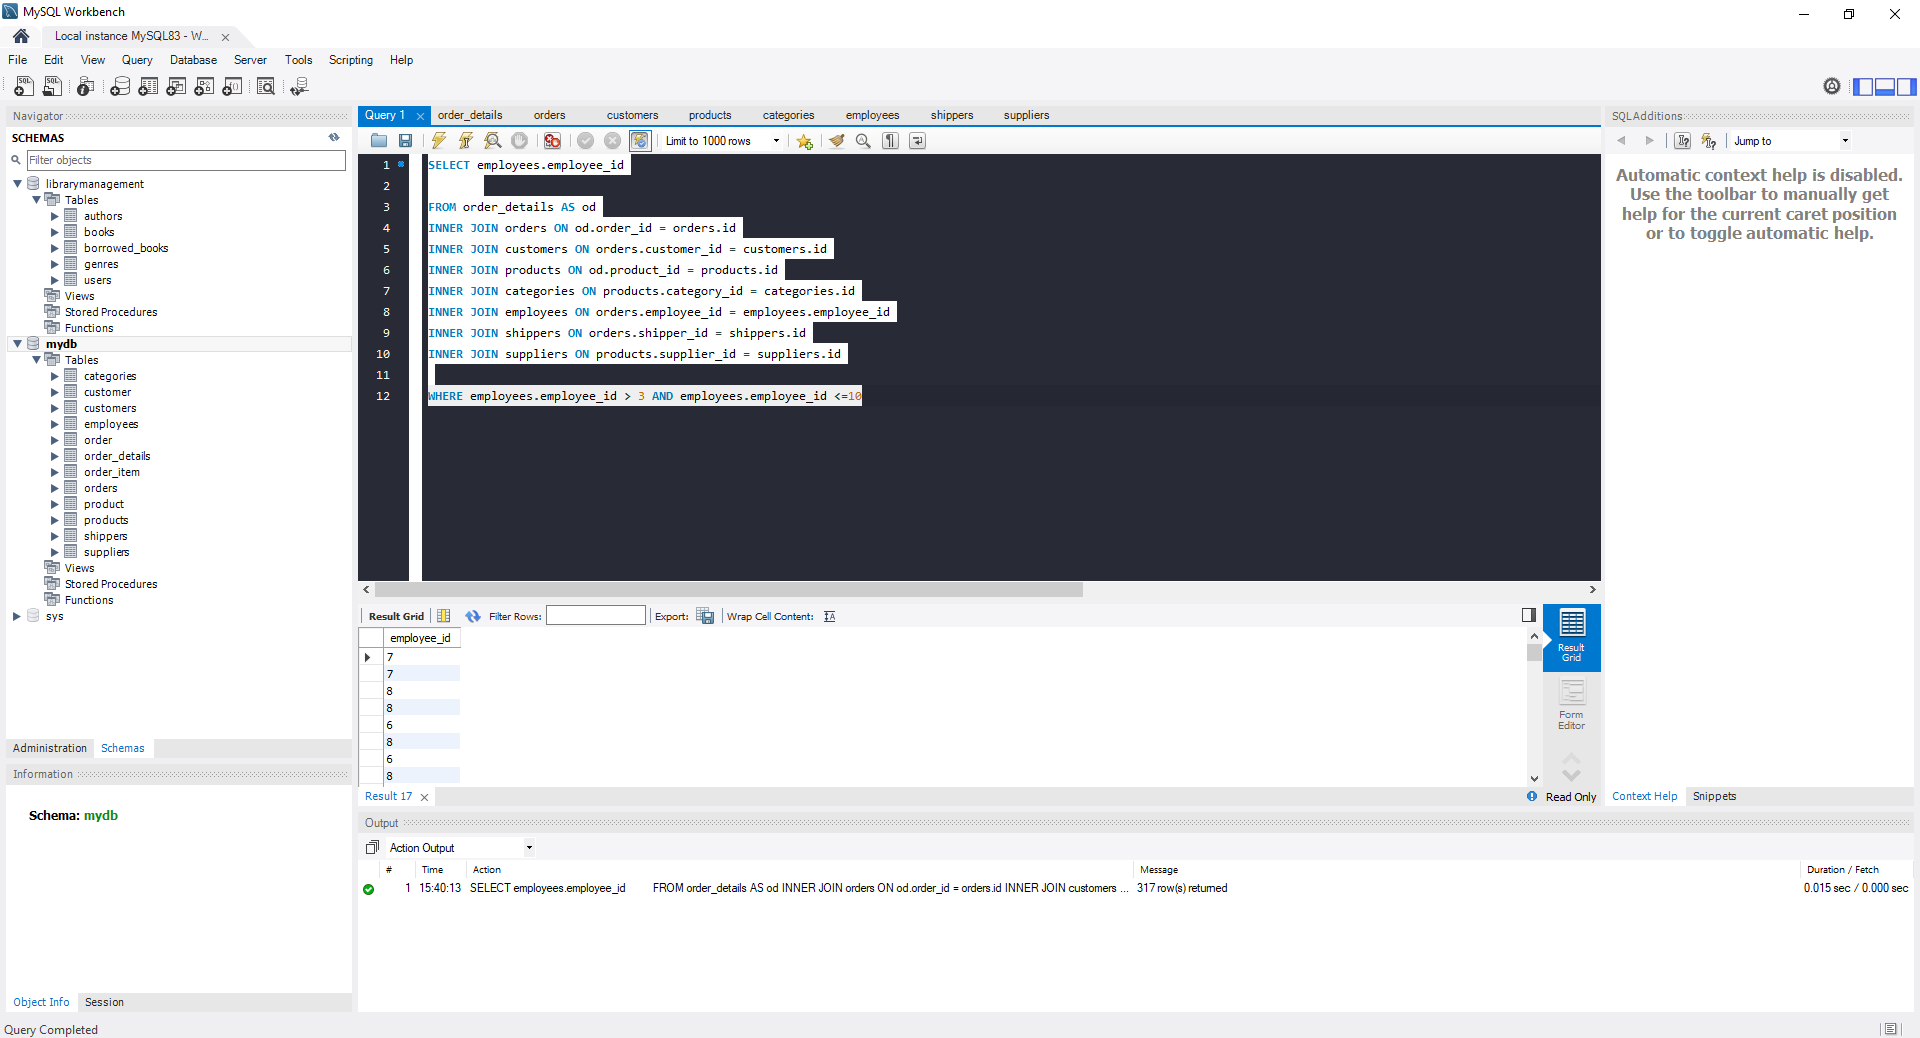 MySQL Workbench
Local instance MySQL83 - W...
File Edit View Query Database Server Tools Scripting Help
Navigator
SCHEMAS
Filter objects
librarymanagement
Tables
authors
books
borrowed_books
genres
users
Views
Stored Procedures
Functions
mydb
Tables
categories
customer
customers
employees
order
order_details
order_item
orders
product
products
shippers
suppliers
Views
Stored Procedures
Functions
sys
Administration Schemas
Information
Schema: mydb
Object Info Session
Query Completed
Query 1 order_details orders customers products categories employees shippers suppliers
Limit to 1000 rows
1 SELECT employees.employee_id
2
3 FROM order_details AS od
4 INNER JOIN orders ON od.order_id = orders.id
5 INNER JOIN customers ON orders.customer_id = customers.id
6 INNER JOIN products ON od.product_id = products.id
7 INNER JOIN categories ON products.category_id = categories.id
8 INNER JOIN employees ON orders.employee_id = employees.employee_id
9 INNER JOIN shippers ON orders.shipper_id = shippers.id
10 INNER JOIN suppliers ON products.supplier_id = suppliers.id
11
12 WHERE employees.employee_id > 3 AND employees.employee_id <=10
Result Grid Filter Rows: Export: Wrap Cell Content:
employee_id
7
7
8
8
6
8
6
8
Result Grid
Form Editor
Result 17 Read Only
Output
Action Output
# Time Action Message Duration / Fetch
1 15:40:13 SELECT employees.employee_id FROM order_details AS od INNER JOIN orders ON od.order_id = orders.id INNER JOIN customers ... 317 row(s) returned 0.015 sec / 0.000 sec
SQLAdditions
Jump to
Automatic context help is disabled.
Use the toolbar to manually get
help for the current caret position
or to toggle automatic help.
Context Help Snippets